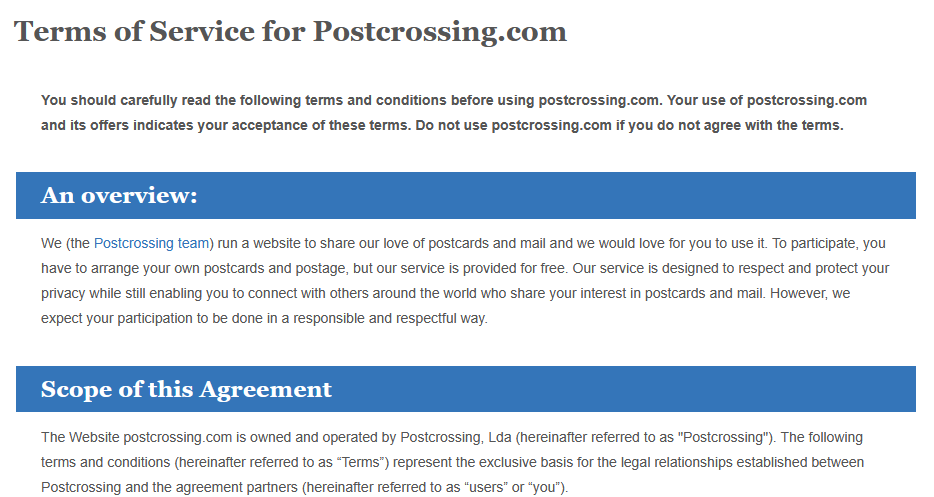 Terms of Service for Postcrossing.com
You should carefully read the following terms and conditions before using postcrossing.com. Your use of postcrossing.com
and its offers indicates your acceptance of these terms. Do not use postcrossing.com if you do not agree with the terms.
An overview:
We (the Postcrossing team) run a website to share our love of postcards and mail and we would love for you to use it. To participate, you
have to arrange your own postcards and postage, but our service is provided for free. Our service is designed to respect and protect your
privacy while still enabling you to connect with others around the world who share your interest in postcards and mail. However, we
expect your participation to be done in a responsible and respectful way.
Scope of this Agreement
The Website postcrossing.com is owned and operated by Postcrossing, Lda (hereinafter referred to as "Postcrossing"). The following
terms and conditions (hereinafter referred to as “Terms”) represent the exclusive basis for the legal relationships established between
Postcrossing and the agreement partners (hereinafter referred to as “users” or “you”).